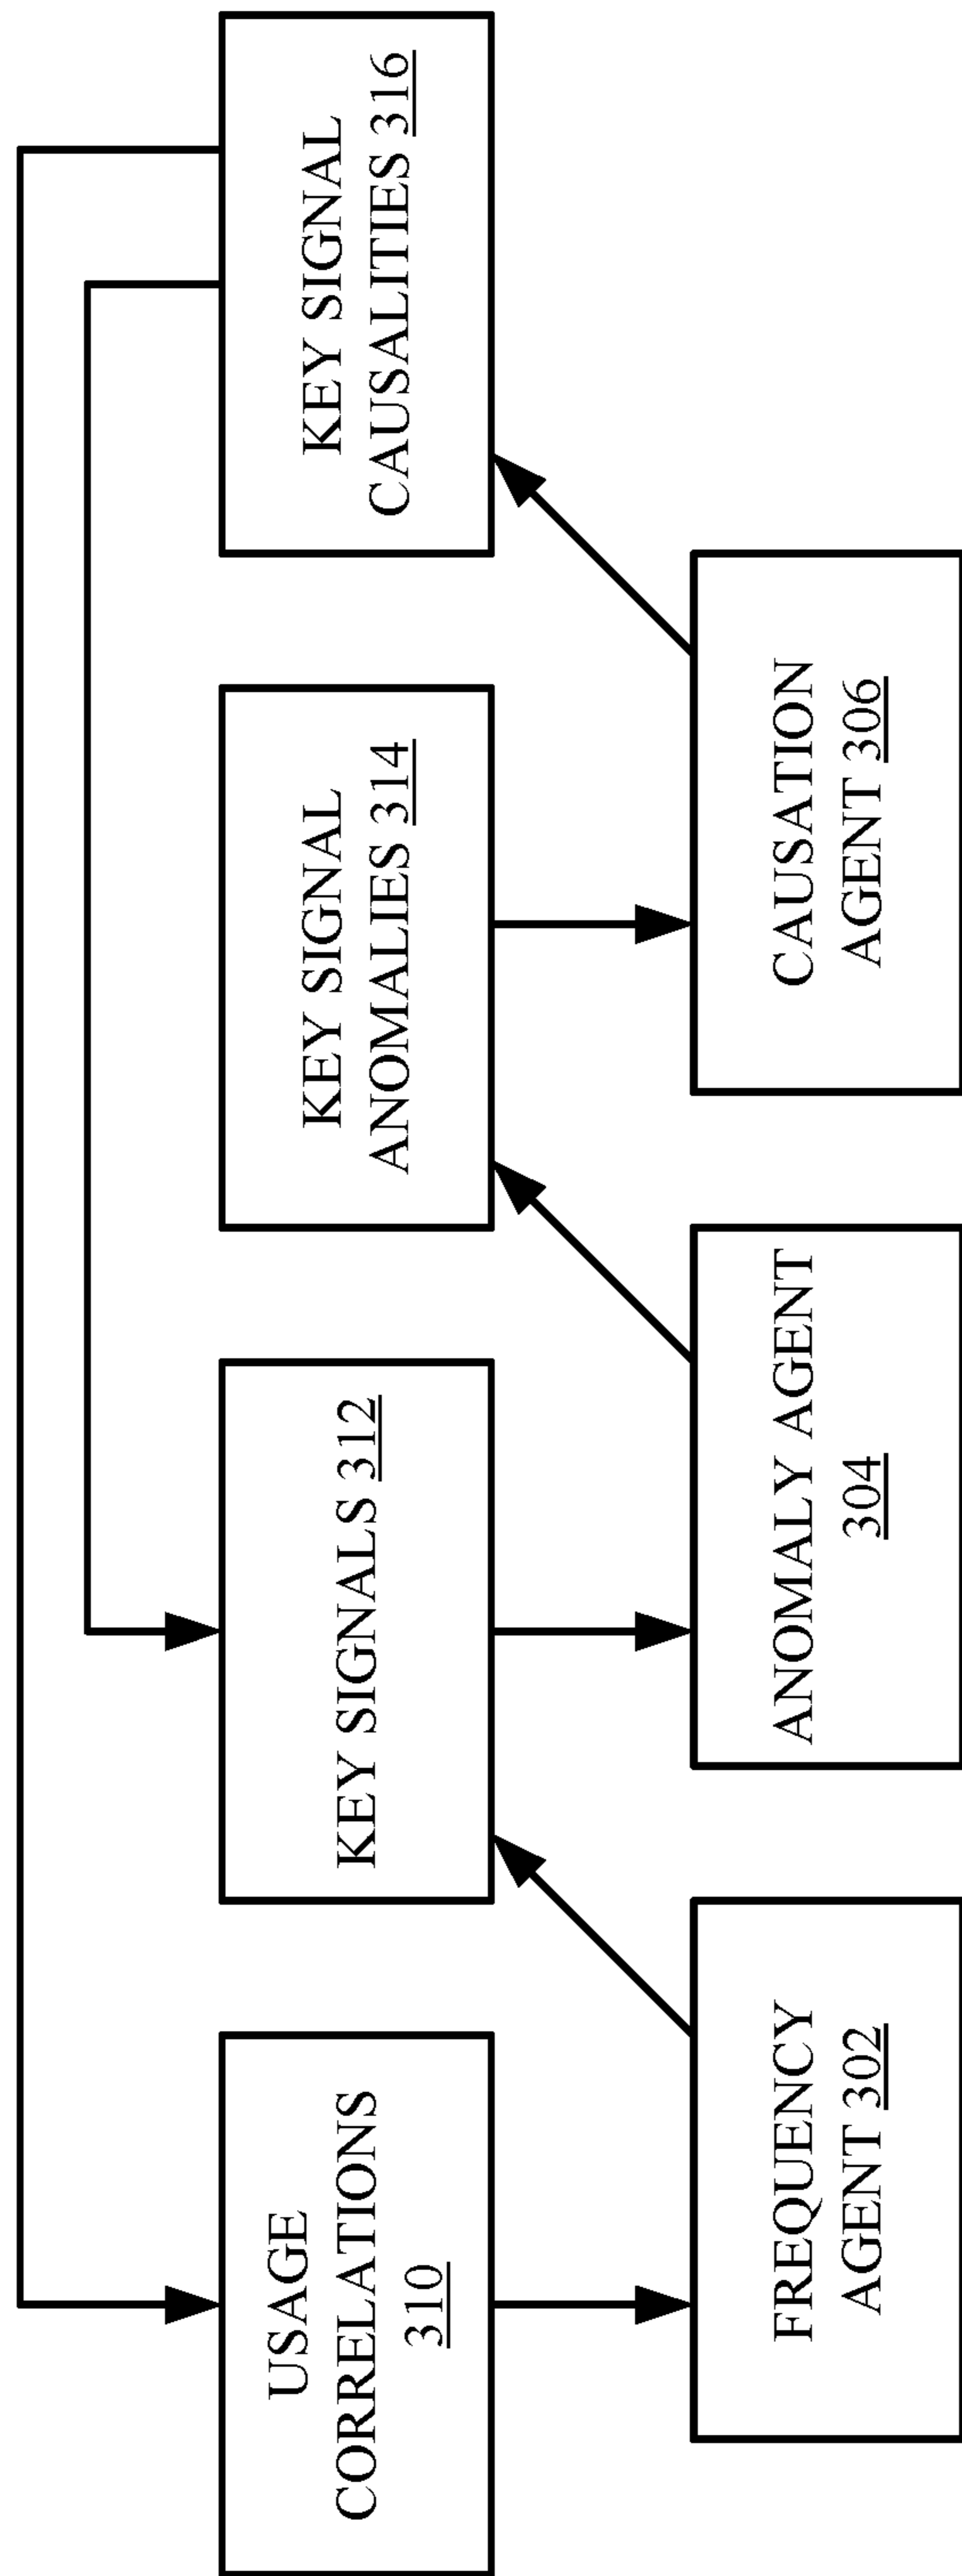 USAGE
CORRELATIONS
310
KEY SIGNALS 312
KEY SIGNAL
ANOMALIES 314
KEY SIGNAL
CAUSALITIES 316
FREQUENCY
AGENT 302
ANOMALY AGENT
304
CAUSATION
AGENT 306